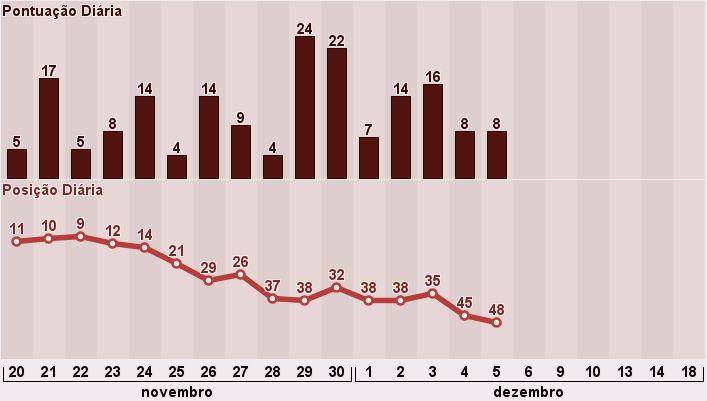 Pontuação Diária
5 17 5 8 14 4 14 9 4 24 22 7 14 16 8 8
Posição Diária
11 10 9 12 14 21 29 26 37 38 32 38 38 35 45 48
20 21 22 23 24 25 26 27 28 29 30 1 2 3 4 5 6 9 10 13 14 18
novembro dezembro